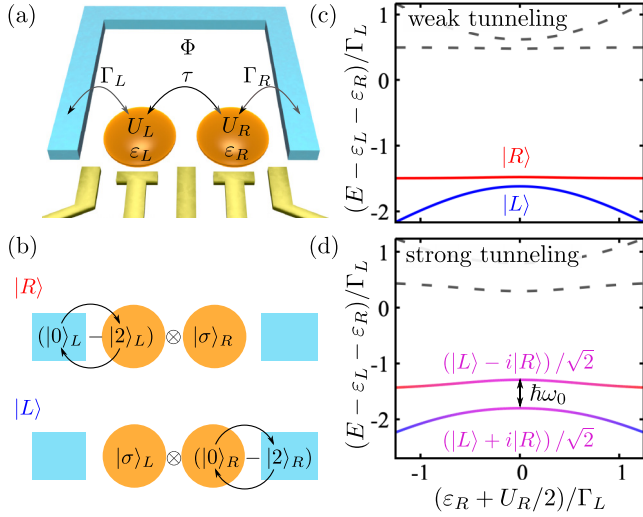 (a)
Φ
Γ_L
τ
Γ_R
U_L
ε_L
U_R
ε_R
(b)
|R⟩
(|0⟩_L − |2⟩_L) ⊗ |σ⟩_R
|L⟩
|σ⟩_L ⊗ (|0⟩_R − |2⟩_R)
(c)
weak tunneling
(E − ε_L − ε_R)/Γ_L
1
0
-1
-2
|R⟩
|L⟩
(d)
strong tunneling
(E − ε_L − ε_R)/Γ_L
1
0
-1
-2
(|L⟩ − i|R⟩)/√2
ħω_0
(|L⟩ + i|R⟩)/√2
-1
0
1
(ε_R + U_R/2)/Γ_L